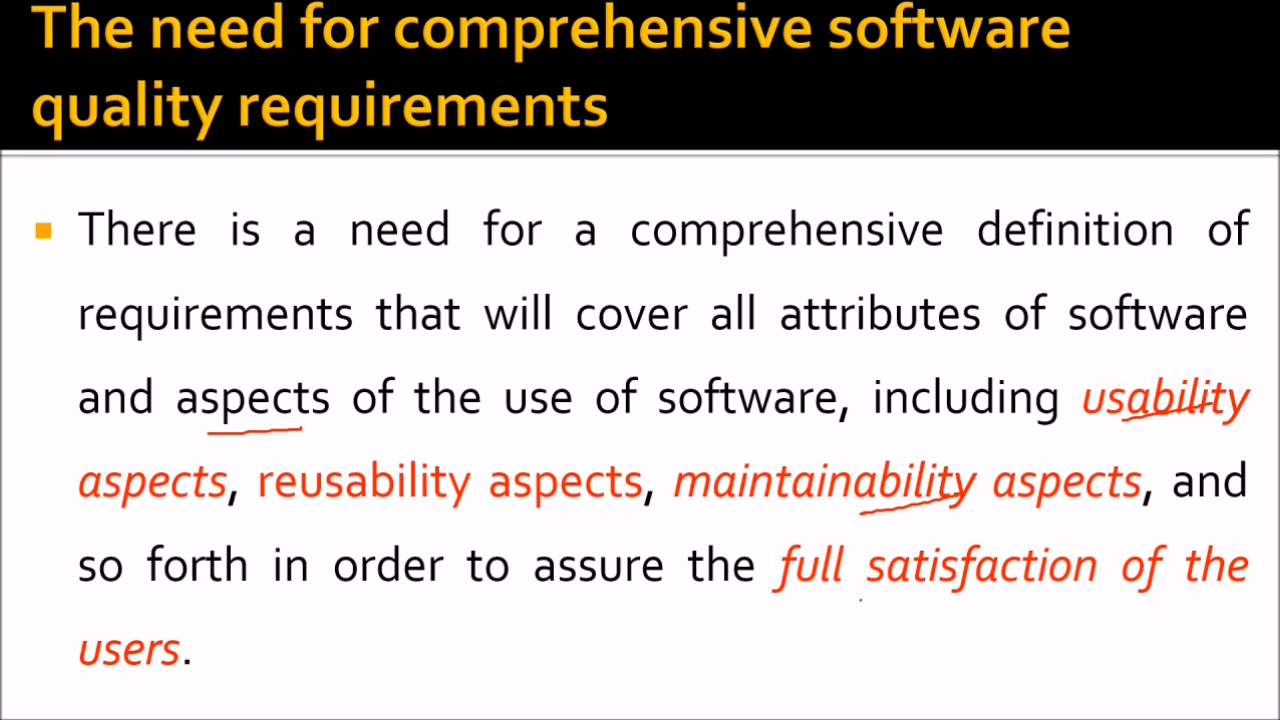 The need for comprehensive software
quality requirements
There is a need for a comprehensive definition of
requirements that will cover all attributes of software
and aspects of the use of software, including usability
aspects, reusability aspects, maintainability aspects, and
so forth in order to assure the full satisfaction of the
users.